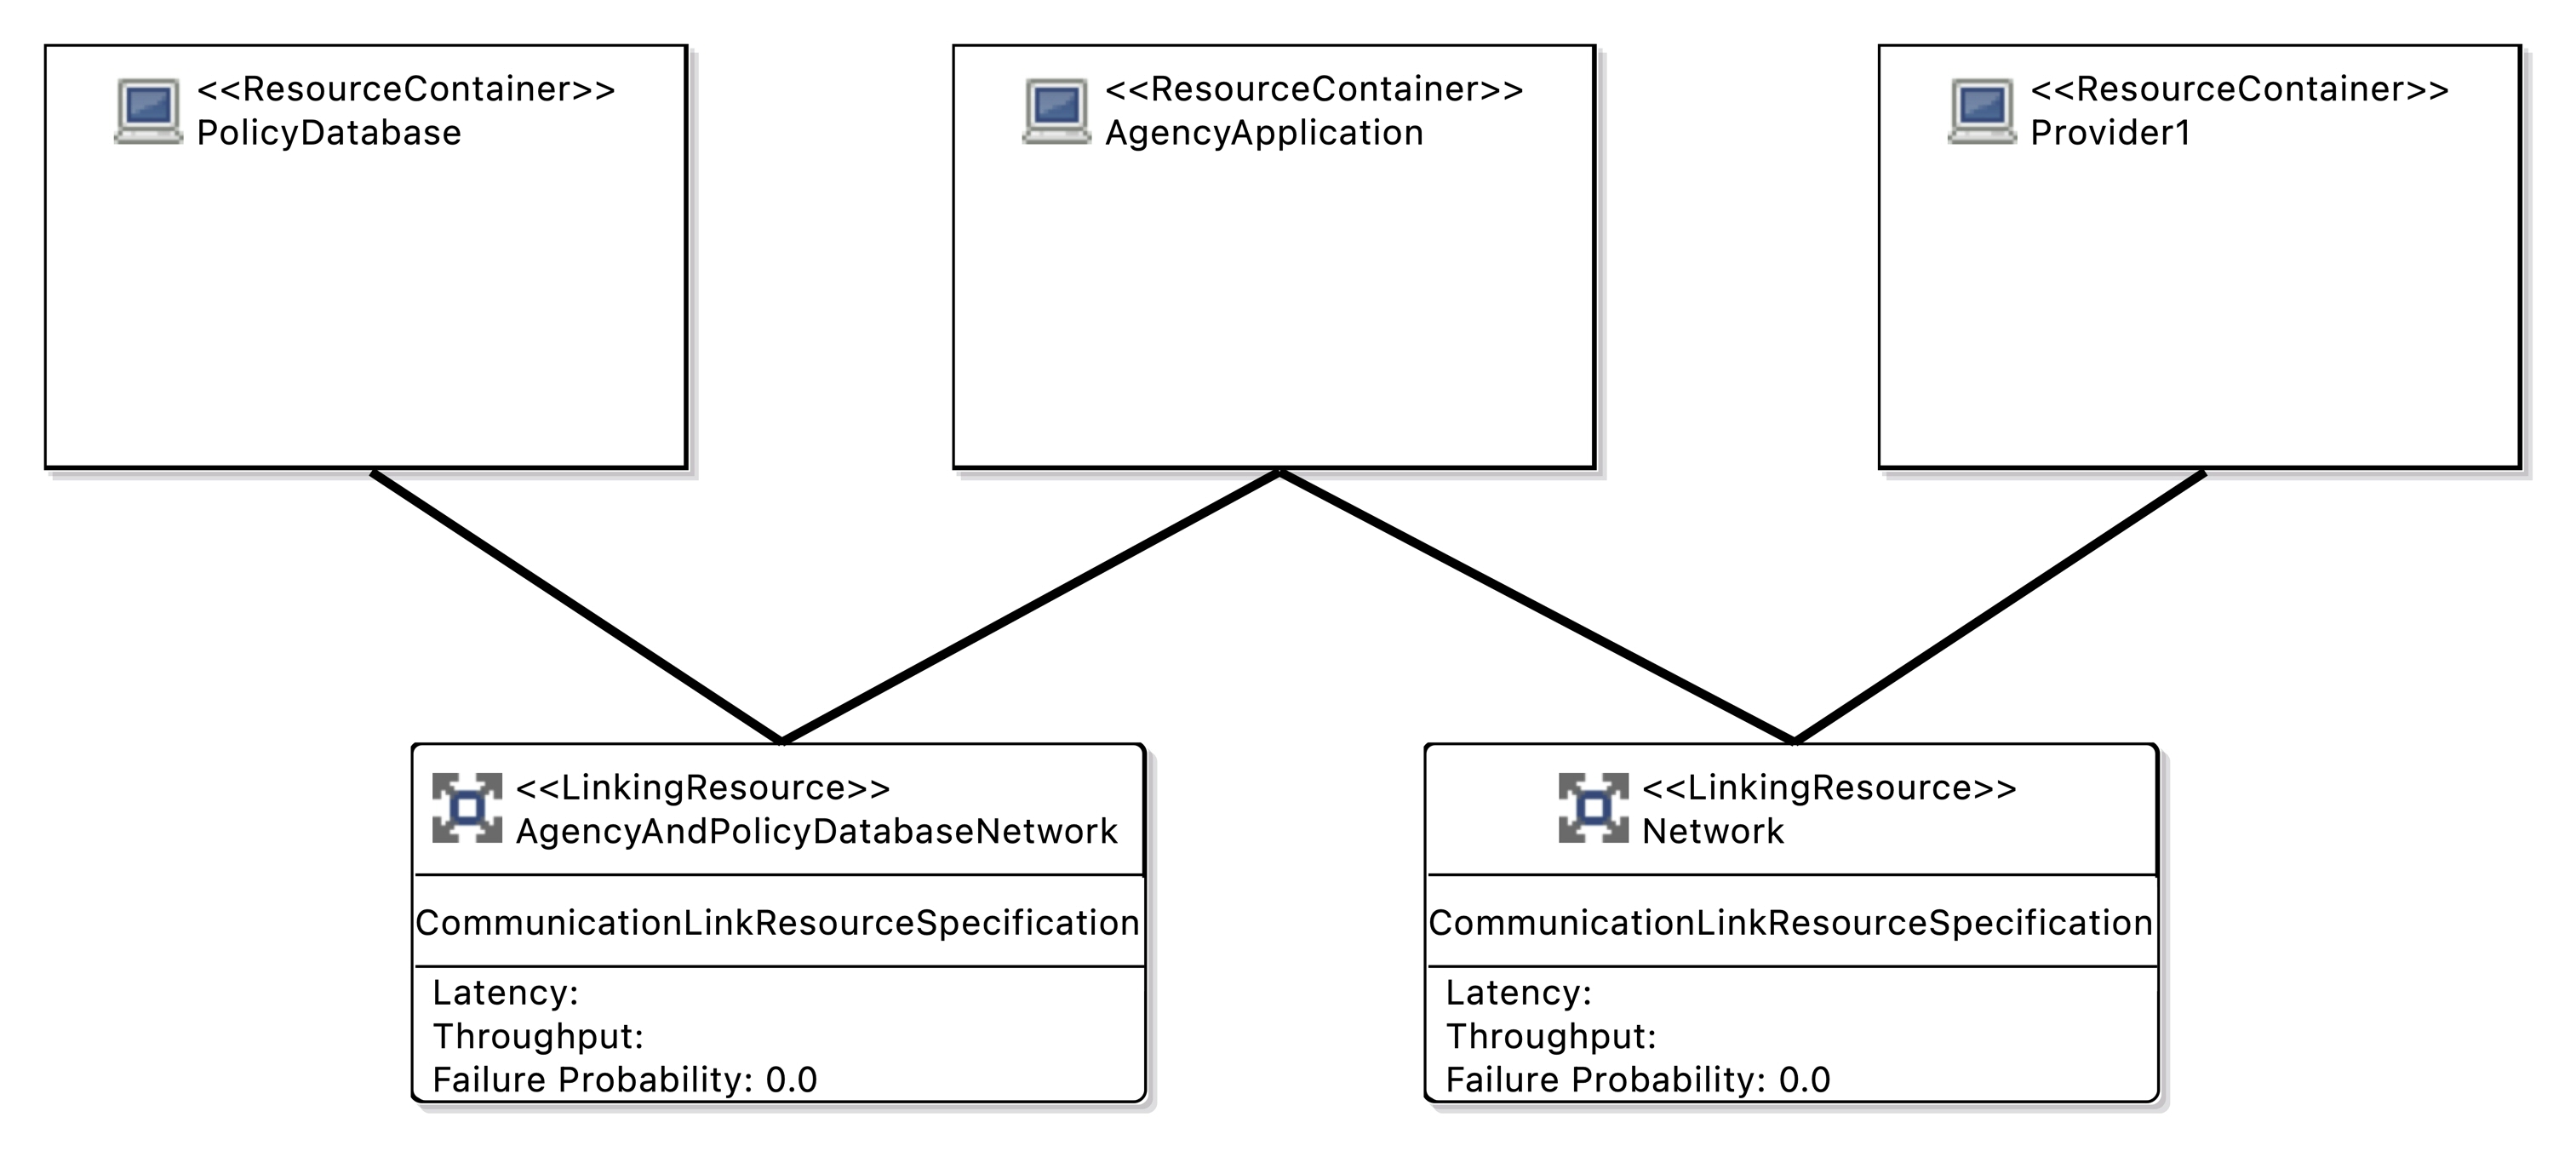 <<ResourceContainer>>
PolicyDatabase
<<ResourceContainer>>
AgencyApplication
<<ResourceContainer>>
Provider1
<<LinkingResource>>
AgencyAndPolicyDatabaseNetwork
CommunicationLinkResourceSpecification
Latency:
Throughput:
Failure Probability: 0.0
<<LinkingResource>>
Network
CommunicationLinkResourceSpecification
Latency:
Throughput:
Failure Probability: 0.0